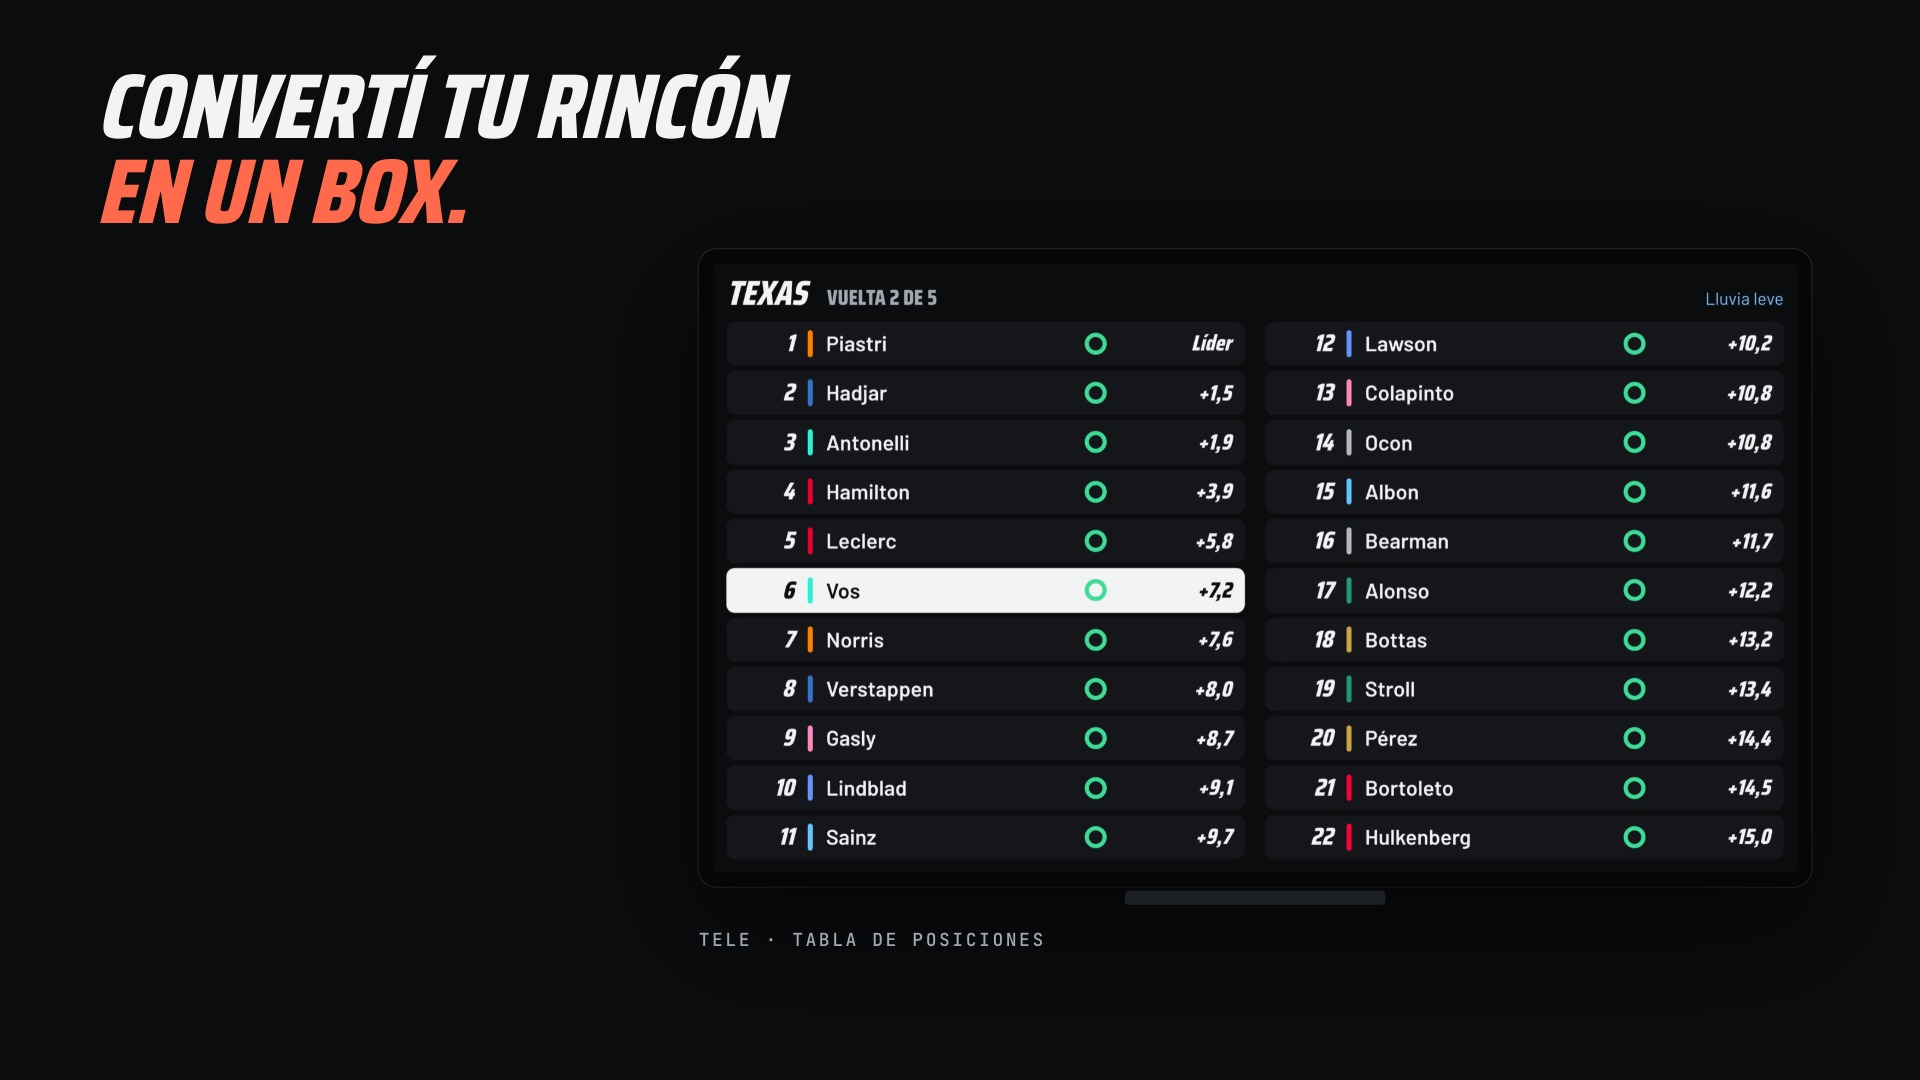 CONVERTÍ TU RINCÓN
EN UN BOX.
TEXAS VUELTA 2 DE 5 Lluvia leve
1 Piastri Líder
2 Hadjar +1,5
3 Antonelli +1,9
4 Hamilton +3,9
5 Leclerc +5,8
6 Vos +7,2
7 Norris +7,6
8 Verstappen +8,0
9 Gasly +8,7
10 Lindblad +9,1
11 Sainz +9,7
12 Lawson +10,2
13 Colapinto +10,8
14 Ocon +10,8
15 Albon +11,6
16 Bearman +11,7
17 Alonso +12,2
18 Bottas +13,2
19 Stroll +13,4
20 Pérez +14,4
21 Bortoleto +14,5
22 Hulkenberg +15,0
TELE · TABLA DE POSICIONES